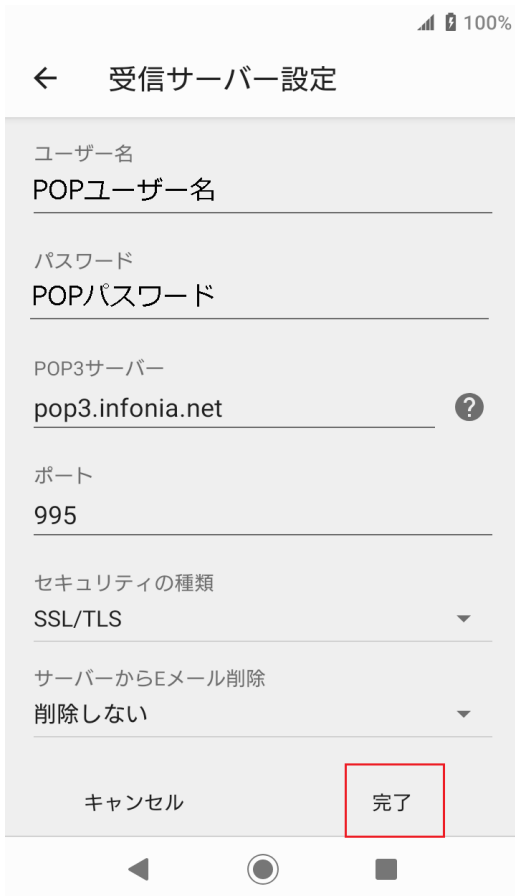 100%
受信サーバー設定
ユーザー名
POPユーザー名
パスワード
POPパスワード
POP3サーバー
pop3.infonia.net
?
ポート
995
セキュリティの種類
SSL/TLS
サーバーからEメール削除
削除しない
キャンセル 完了